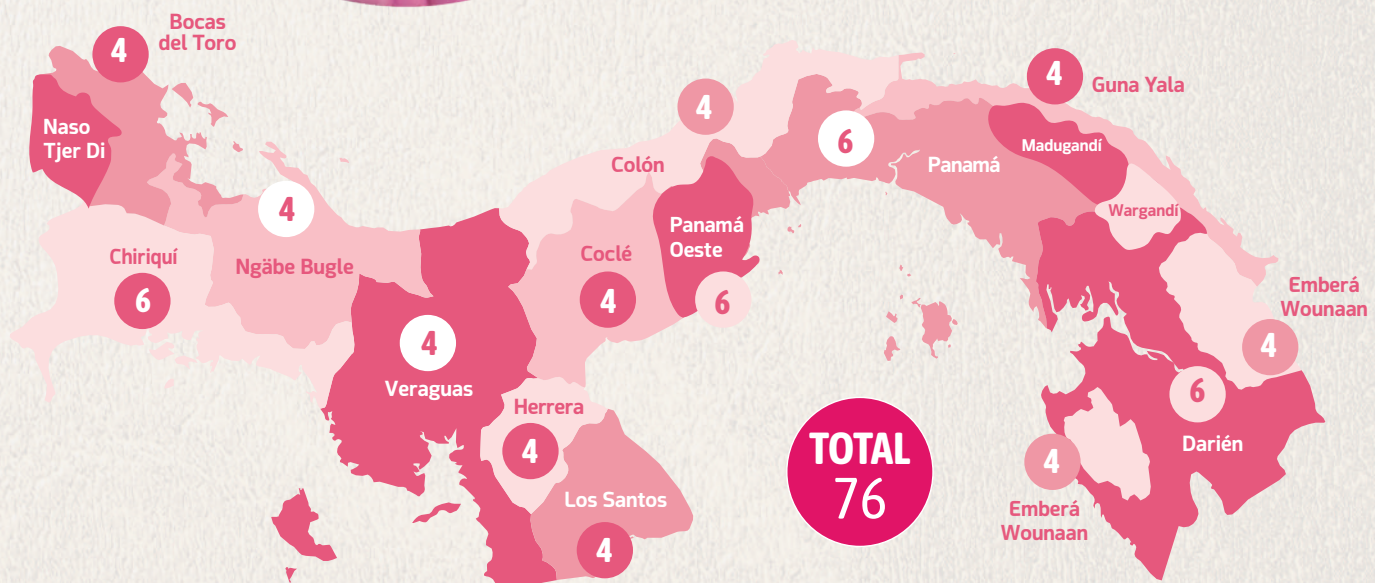 Bocas
del Toro
4
Naso
Tjer Di
4
Chiriquí
6
Ngäbe Bugle
4
Veraguas
Herrera
4
Los Santos
4
Coclé
4
Colón
4
Panamá
Oeste
6
6
Panamá
4
Guna Yala
Madugandí
Wargandí
Emberá
Wounaan
4
6
Darién
4
Emberá
Wounaan
TOTAL
76